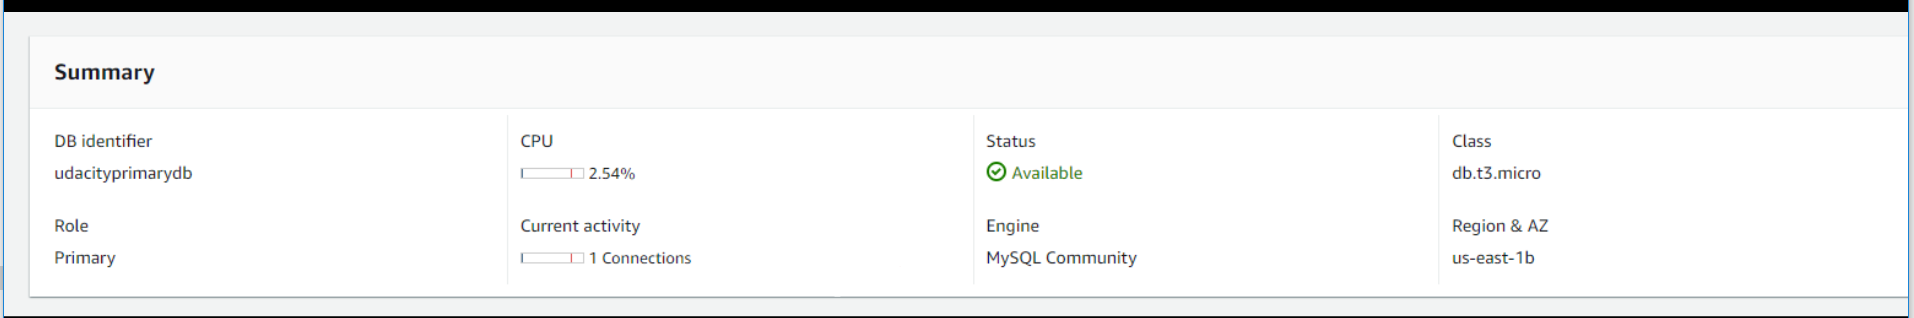 Summary
DB identifier
CPU
Status
Class
udacityprimarydb
2.54%
Available
db.t3.micro
Role
Current activity
Engine
Region & AZ
Primary
1 Connections
MySQL Community
us-east-1b